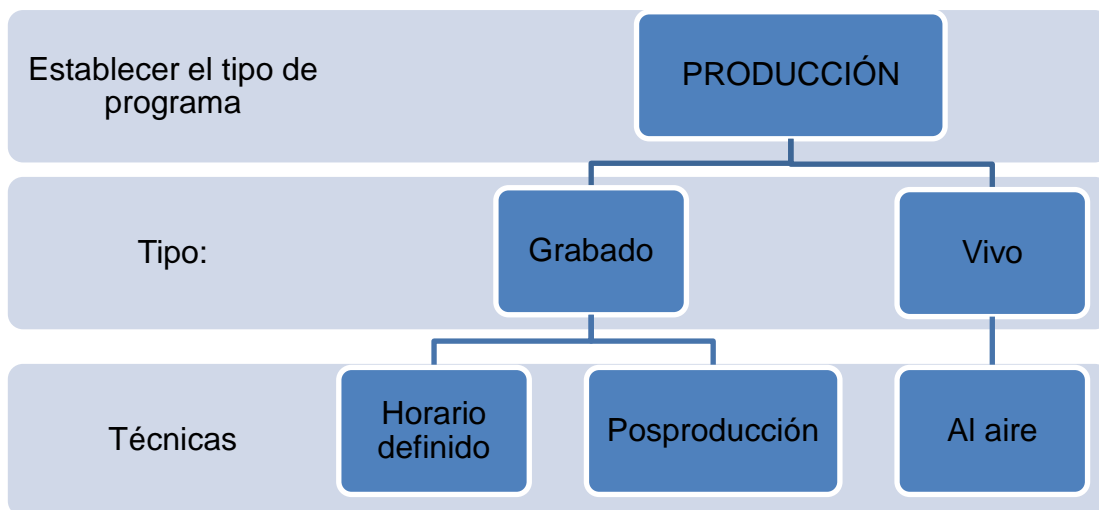 Establecer el tipo de
programa
PRODUCCIÓN
Tipo:
Grabado
Vivo
Técnicas
Horario
definido
Posproducción
Al aire